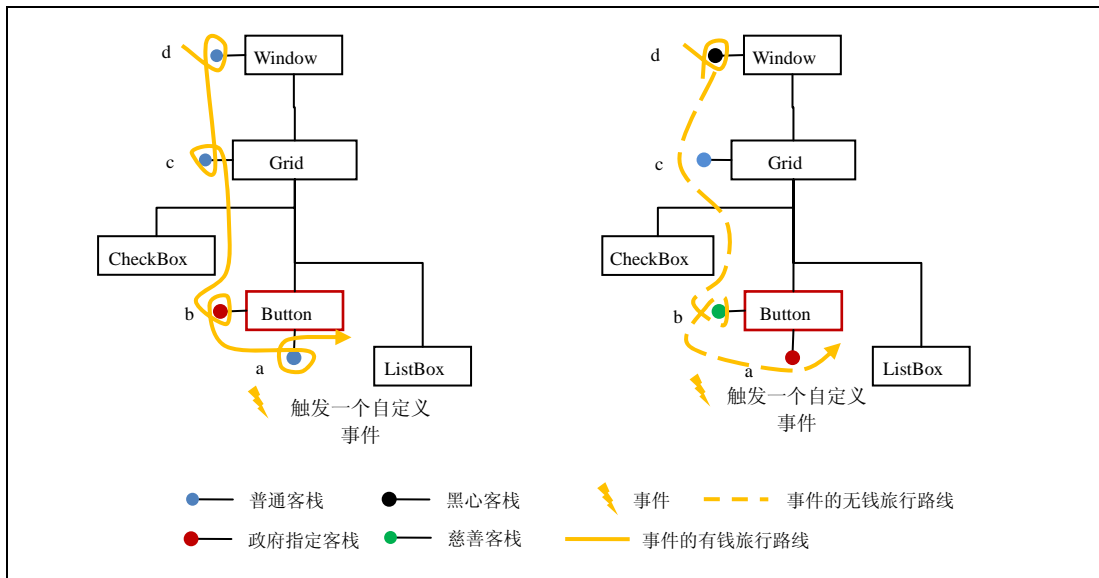 d
Window
c
Grid
CheckBox
b
Button
a
ListBox
触发一个自定义
事件
d
Window
c
Grid
CheckBox
b
Button
a
ListBox
触发一个自定义
事件
普通客栈
黑心客栈
事件
事件的无钱旅行路线
政府指定客栈
慈善客栈
事件的有钱旅行路线